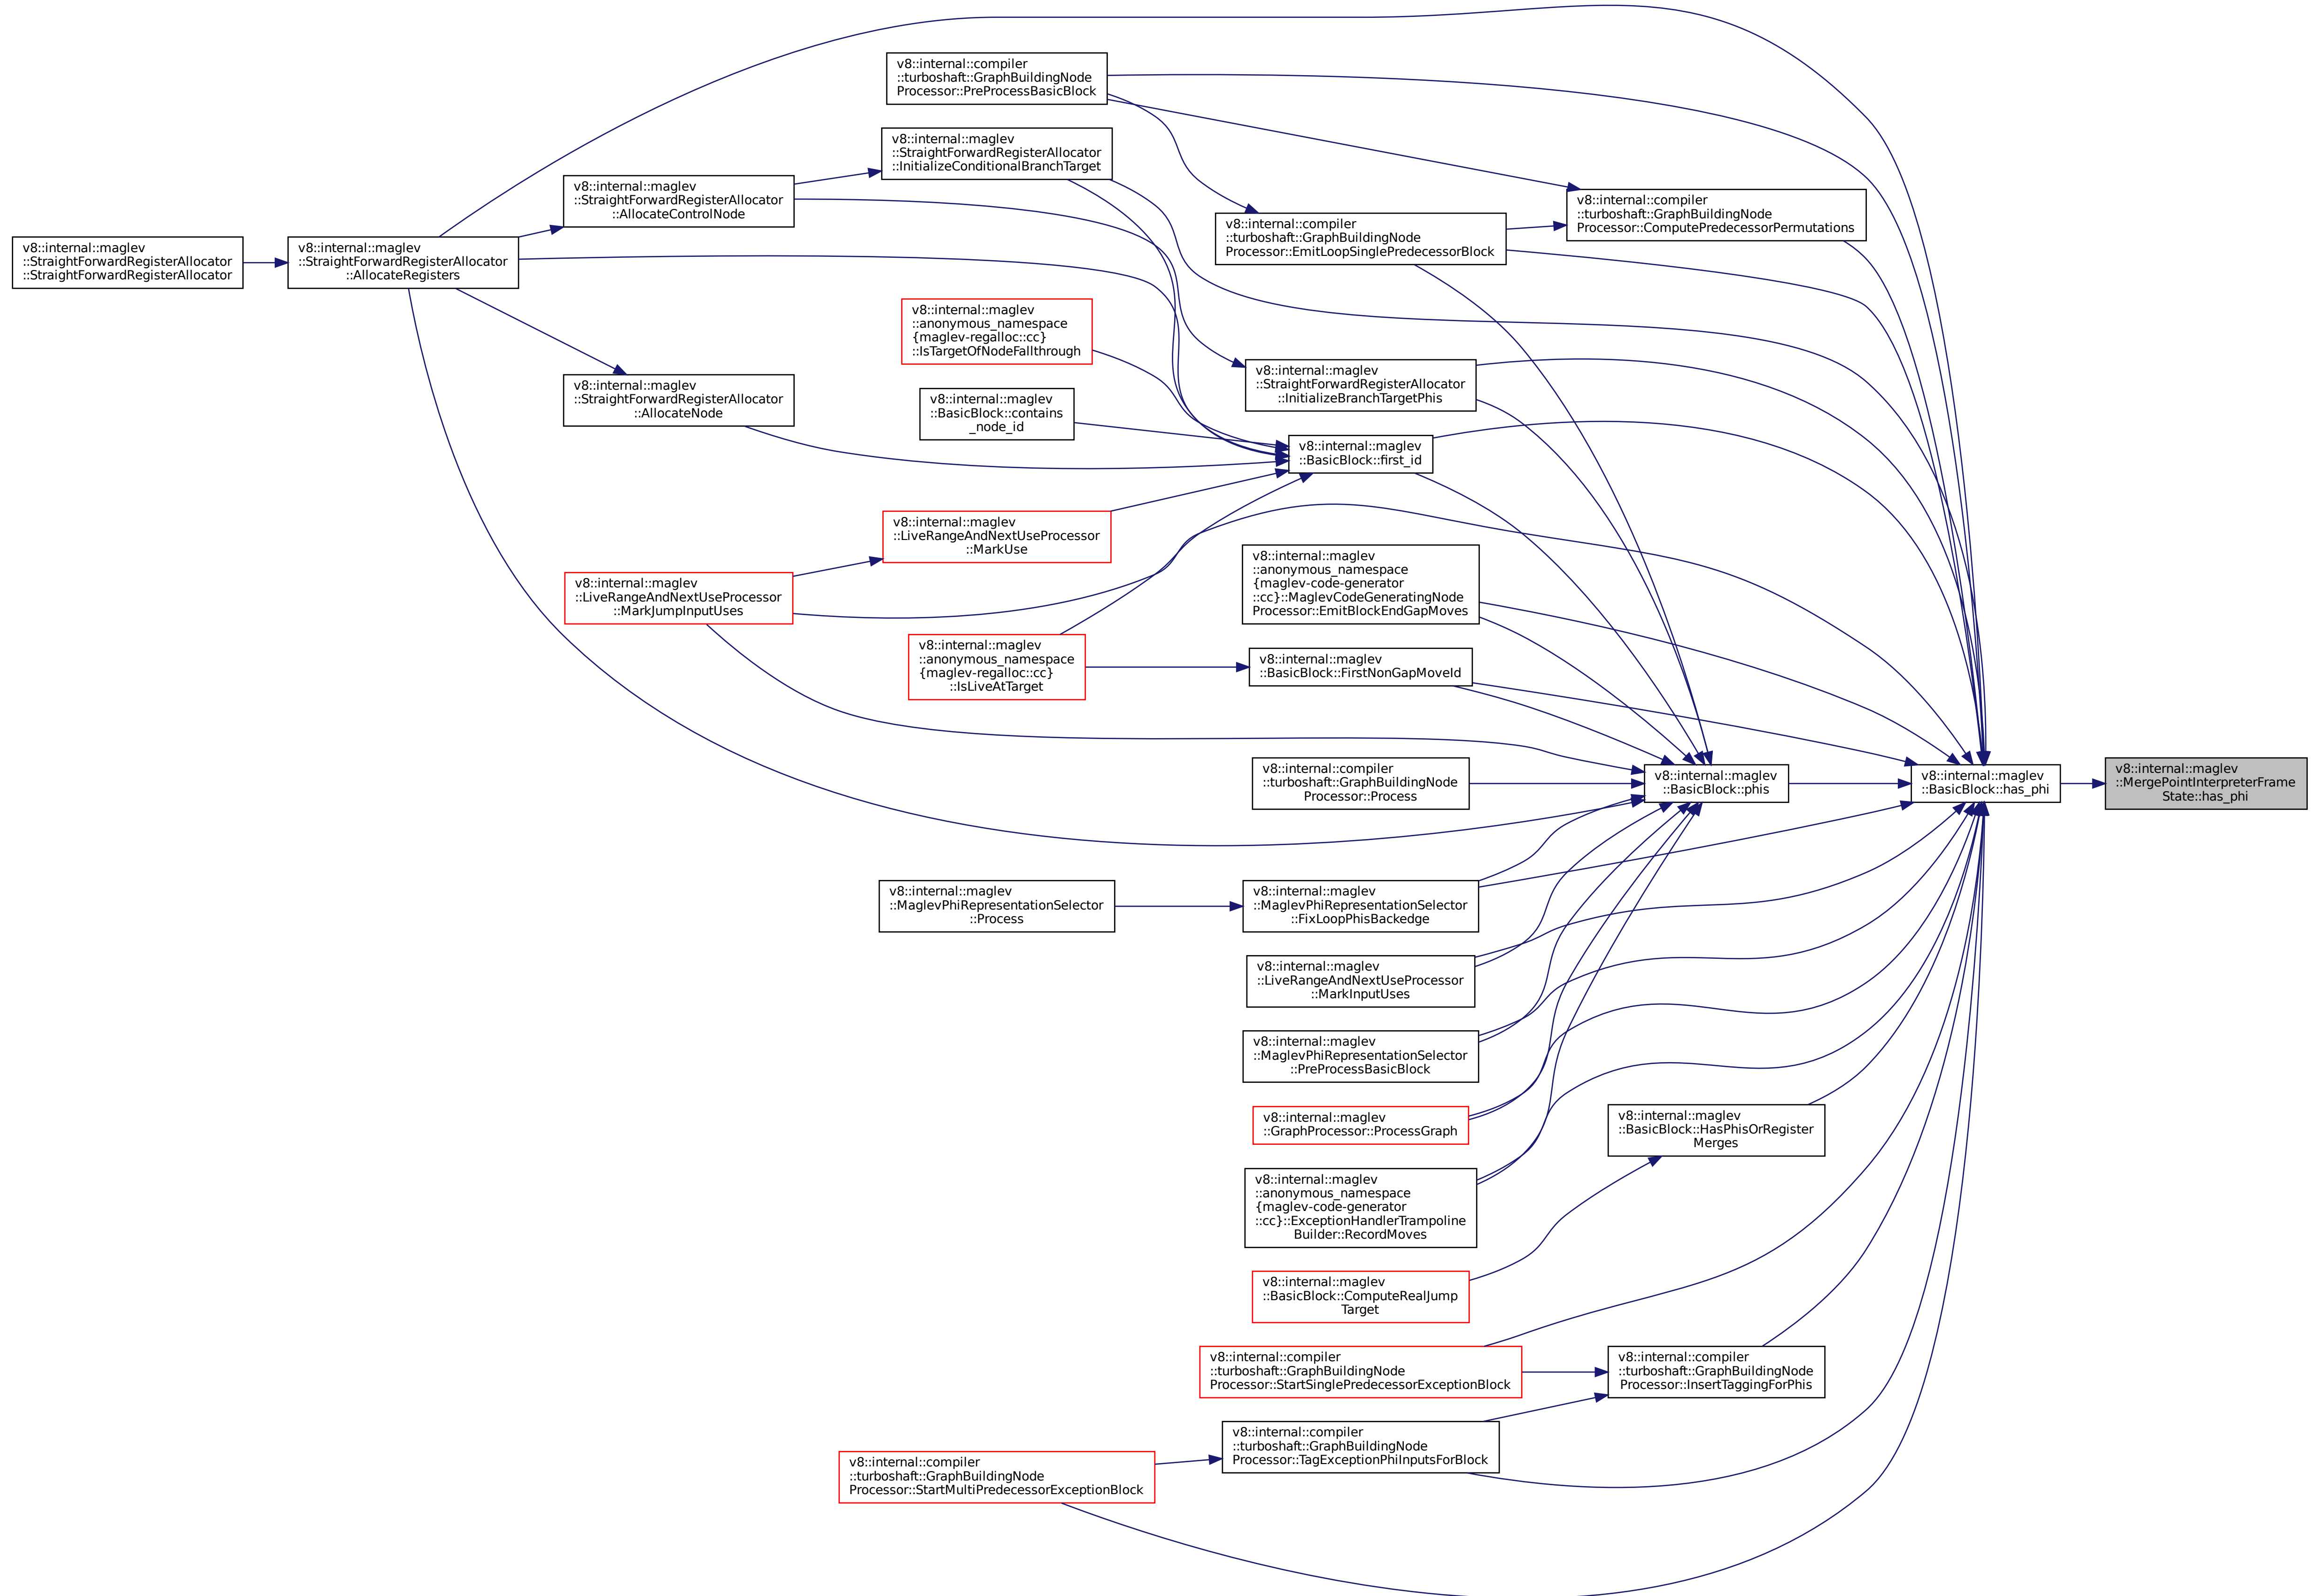 v8::internal::compiler
::turboshaft::GraphBuildingNode
Processor::PreProcessBasicBlock
v8::internal::maglev
::StraightForwardRegisterAllocator
::InitializeConditionalBranchTarget
v8::internal::maglev
::StraightForwardRegisterAllocator
::AllocateControlNode
v8::internal::compiler
::turboshaft::GraphBuildingNode
Processor::ComputePredecessorPermutations
v8::internal::compiler
::turboshaft::GraphBuildingNode
Processor::EmitLoopSinglePredecessorBlock
v8::internal::maglev
::StraightForwardRegisterAllocator
::StraightForwardRegisterAllocator
v8::internal::maglev
::StraightForwardRegisterAllocator
::AllocateRegisters
v8::internal::maglev
::anonymous_namespace
{maglev-regalloc::cc}
::IsTargetOfNodeFallthrough
v8::internal::maglev
::StraightForwardRegisterAllocator
::InitializeBranchTargetPhis
v8::internal::maglev
::StraightForwardRegisterAllocator
::AllocateNode
v8::internal::maglev
::BasicBlock::contains
_node_id
v8::internal::maglev
::BasicBlock::first_id
v8::internal::maglev
::LiveRangeAndNextUseProcessor
::MarkUse
v8::internal::maglev
::anonymous_namespace
{maglev-code-generator
::cc}::MaglevCodeGeneratingNode
Processor::EmitBlockEndGapMoves
v8::internal::maglev
::LiveRangeAndNextUseProcessor
::MarkJumpInputUses
v8::internal::maglev
::anonymous_namespace
{maglev-regalloc::cc}
::IsLiveAtTarget
v8::internal::maglev
::BasicBlock::FirstNonGapMoveId
v8::internal::compiler
::turboshaft::GraphBuildingNode
Processor::Process
v8::internal::maglev
::BasicBlock::phis
v8::internal::maglev
::BasicBlock::has_phi
v8::internal::maglev
::MergePointInterpreterFrame
State::has_phi
v8::internal::maglev
::MaglevPhiRepresentationSelector
::Process
v8::internal::maglev
::MaglevPhiRepresentationSelector
::FixLoopPhisBackedge
v8::internal::maglev
::LiveRangeAndNextUseProcessor
::MarkInputUses
v8::internal::maglev
::MaglevPhiRepresentationSelector
::PreProcessBasicBlock
v8::internal::maglev
::GraphProcessor::ProcessGraph
v8::internal::maglev
::BasicBlock::HasPhisOrRegister
Merges
v8::internal::maglev
::anonymous_namespace
{maglev-code-generator
::cc}::ExceptionHandlerTrampoline
Builder::RecordMoves
v8::internal::maglev
::BasicBlock::ComputeRealJump
Target
v8::internal::compiler
::turboshaft::GraphBuildingNode
Processor::StartSinglePredecessorExceptionBlock
v8::internal::compiler
::turboshaft::GraphBuildingNode
Processor::InsertTaggingForPhis
v8::internal::compiler
::turboshaft::GraphBuildingNode
Processor::TagExceptionPhiInputsForBlock
v8::internal::compiler
::turboshaft::GraphBuildingNode
Processor::StartMultiPredecessorExceptionBlock